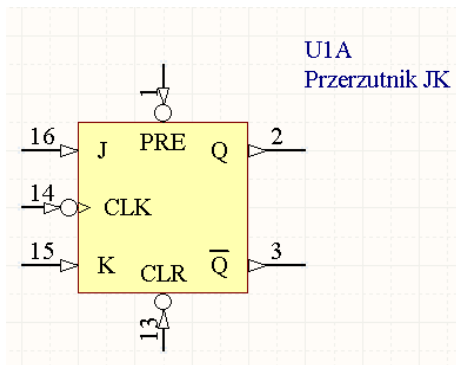 U1A
Przerzutnik JK
1
16 J PRE Q 2
14 CLK
15 K CLR Q̅ 3
13